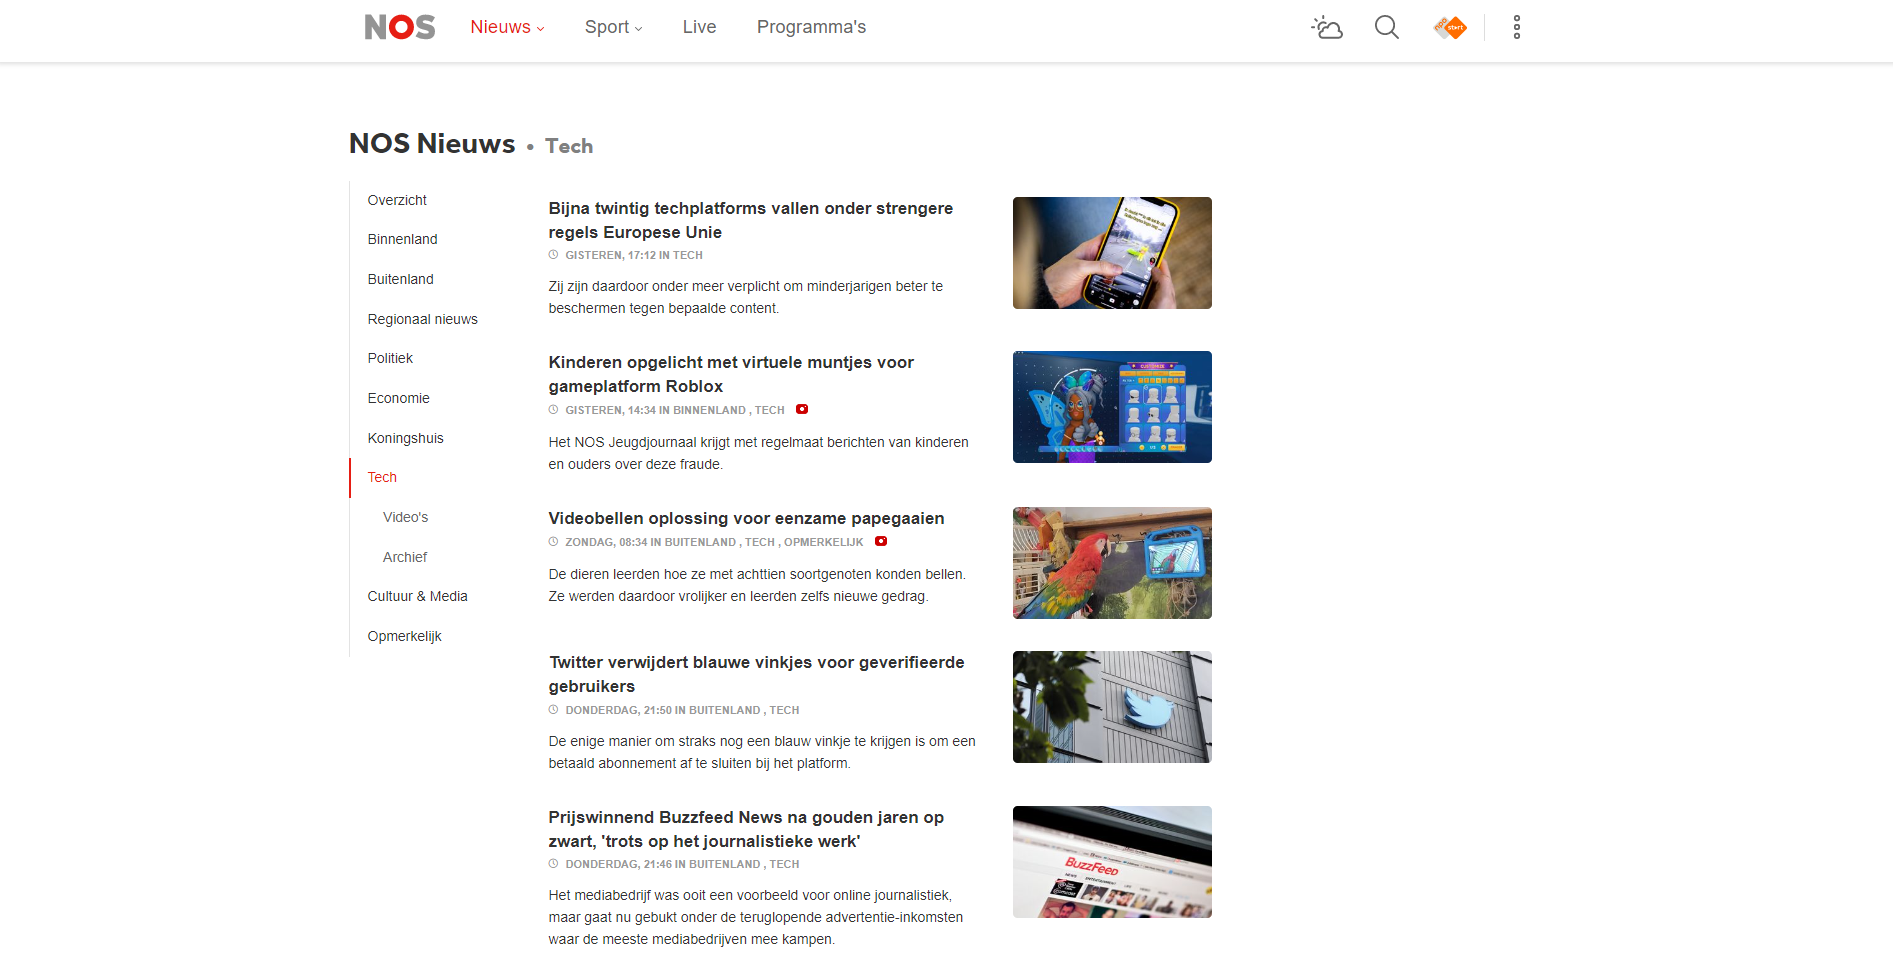 NOS
Nieuws
Sport
Live
Programma's
start
NOS Nieuws • Tech
Overzicht
Binnenland
Buitenland
Regionaal nieuws
Politiek
Economie
Koningshuis
Tech
Video's
Archief
Cultuur & Media
Opmerkelijk
Bijna twintig techplatforms vallen onder strengere
regels Europese Unie
GISTEREN, 17:12 IN TECH
Zij zijn daardoor onder meer verplicht om minderjarigen beter te
beschermen tegen bepaalde content.
Kinderen opgelicht met virtuele muntjes voor
gameplatform Roblox
GISTEREN, 14:34 IN BINNENLAND , TECH
Het NOS Jeugdjournaal krijgt met regelmaat berichten van kinderen
en ouders over deze fraude.
CUSTOMIZE
Videobellen oplossing voor eenzame papegaaien
ZONDAG, 08:34 IN BUITENLAND , TECH , OPMERKELIJK
De dieren leerden hoe ze met achttien soortgenoten konden bellen.
Ze werden daardoor vrolijker en leerden zelfs nieuwe gedrag.
Twitter verwijdert blauwe vinkjes voor geverifieerde
gebruikers
DONDERDAG, 21:50 IN BUITENLAND , TECH
De enige manier om straks nog een blauw vinkje te krijgen is om een
betaald abonnement af te sluiten bij het platform.
Prijswinnend Buzzfeed News na gouden jaren op
zwart, 'trots op het journalistieke werk'
DONDERDAG, 21:46 IN BUITENLAND , TECH
Het mediabedrijf was ooit een voorbeeld voor online journalistiek,
maar gaat nu gebukt onder de teruglopende advertentie-inkomsten
waar de meeste mediabedrijven mee kampen.
BuzzFeed